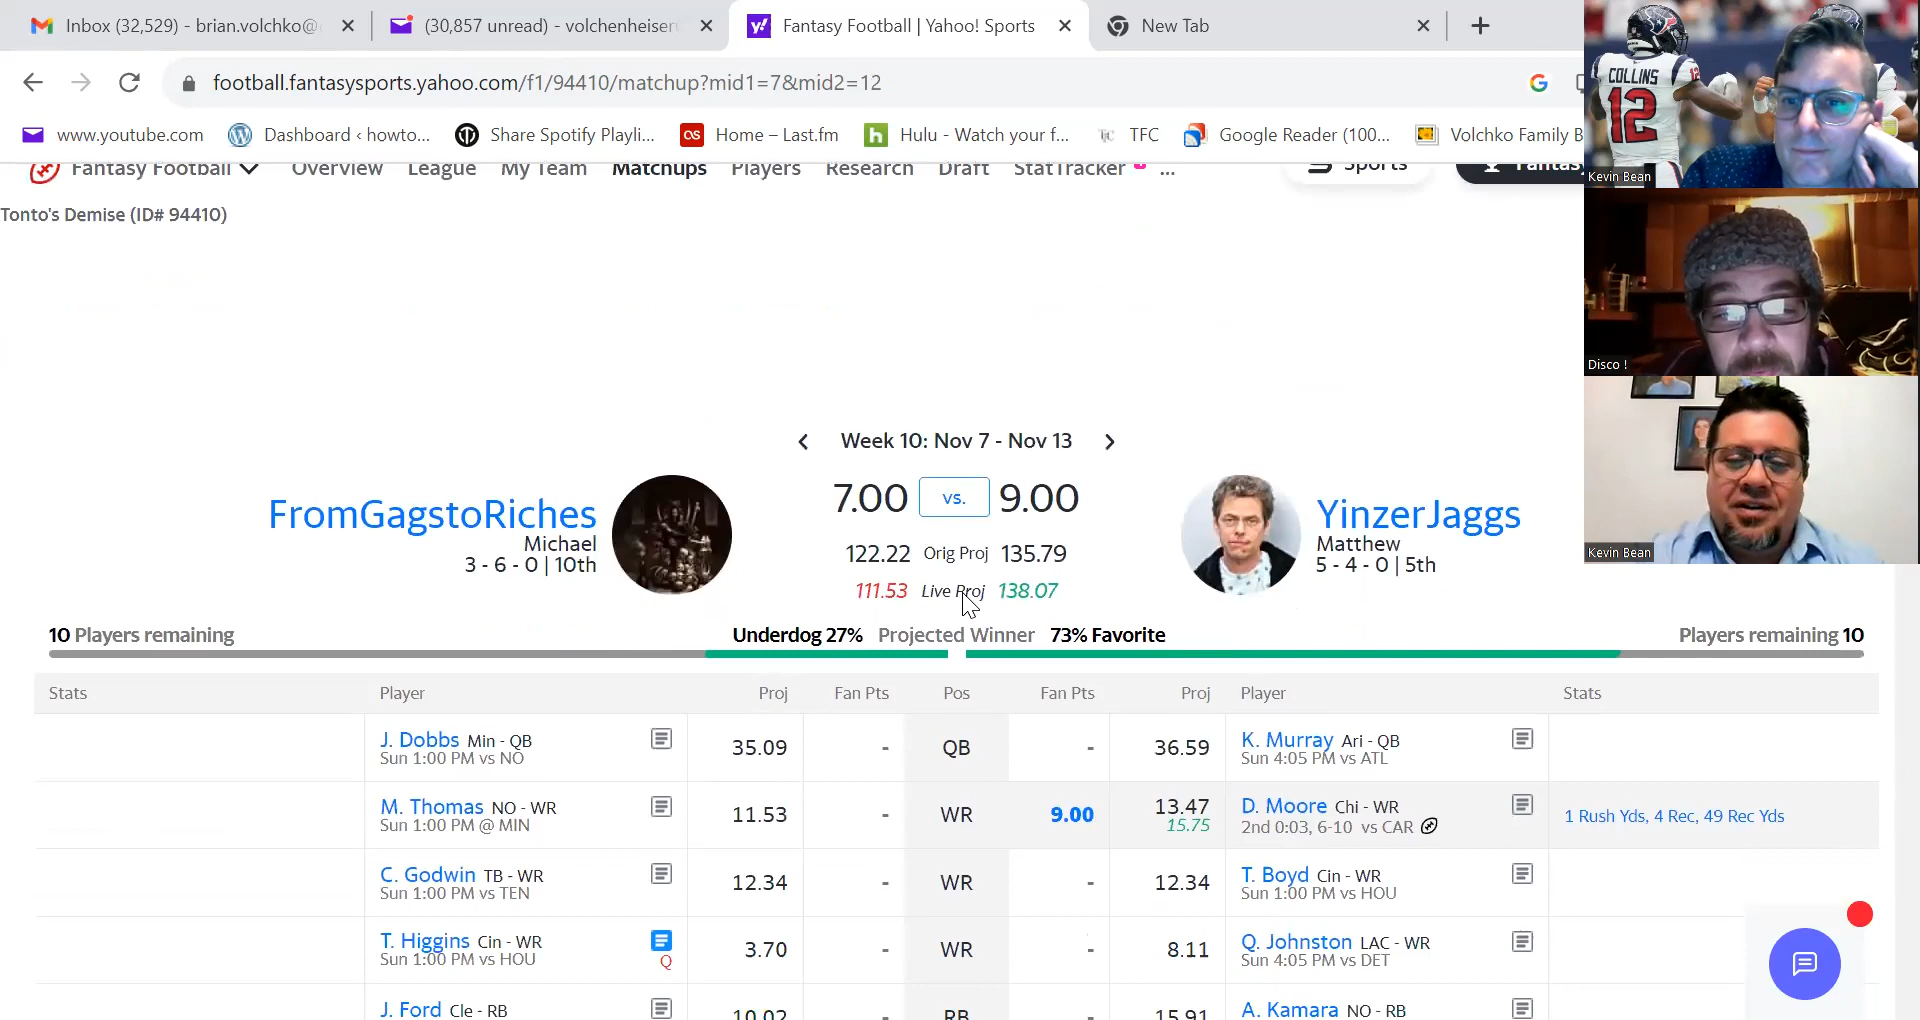 Inbox (32,529) - brian.volchko@
(30,857 unread) - volchenheiser
Fantasy Football | Yahoo! Sports
New Tab
football.fantasysports.yahoo.com/f1/94410/matchup?mid1=7&mid2=12
www.youtube.com
Dashboard ‹ howto...
Share Spotify Playli...
Home – Last.fm
Hulu - Watch your f...
TFC
Google Reader (100...
Volchko Family B
Fantasy Football
Overview
League
My Team
Matchups
Players
Research
Draft
StatTracker
...
Sports
Fantasy
Tonto's Demise (ID# 94410)
COLLINS
12
Kevin Bean
Disco !
Kevin Bean
Week 10: Nov 7 - Nov 13
FromGagstoRiches
Michael
3 - 6 - 0 | 10th
7.00 vs. 9.00
122.22 Orig Proj 135.79
111.53 Live Proj 138.07
YinzerJaggs
Matthew
5 - 4 - 0 | 5th
10 Players remaining
Underdog 27% Projected Winner 73% Favorite
Players remaining 10
Stats Player Proj Fan Pts Pos Fan Pts Proj Player Stats
J. Dobbs Min - QB 35.09 - QB - 36.59 K. Murray Ari - QB
Sun 1:00 PM vs NO Sun 4:05 PM vs ATL
M. Thomas NO - WR 11.53 - WR 9.00 13.47 D. Moore Chi - WR 1 Rush Yds, 4 Rec, 49 Rec Yds
Sun 1:00 PM @ MIN 15.75 2nd 0:03, 6-10 vs CAR
C. Godwin TB - WR 12.34 - WR - 12.34 T. Boyd Cin - WR
Sun 1:00 PM vs TEN Sun 1:00 PM vs HOU
T. Higgins Cin - WR 3.70 - WR - 8.11 Q. Johnston LAC - WR
Sun 1:00 PM vs HOU Q Sun 4:05 PM vs DET
J. Ford Cle - RB 10.02 - RB - 15.91 A. Kamara NO - RB